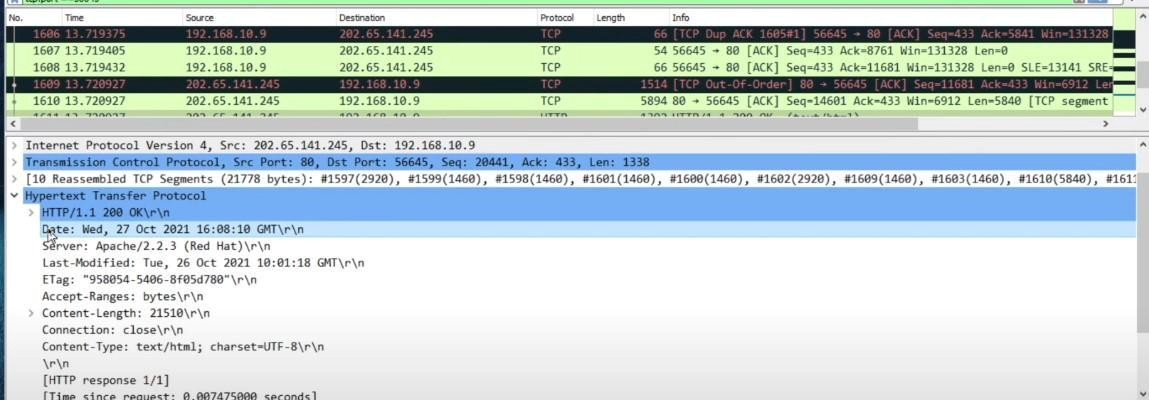 No. Time Source Destination Protocol Length Info
1606 13.719375 192.168.10.9 202.65.141.245 TCP 66 [TCP Dup ACK 1605#1] 56645 → 80 [ACK] Seq=433 Ack=5841 Win=131328
1607 13.719405 192.168.10.9 202.65.141.245 TCP 54 56645 → 80 [ACK] Seq=433 Ack=8761 Win=131328 Len=0
1608 13.719432 192.168.10.9 202.65.141.245 TCP 66 56645 → 80 [ACK] Seq=433 Ack=11681 Win=131328 Len=0 SLE=13141 SRE=
1609 13.720927 202.65.141.245 192.168.10.9 TCP 1514 [TCP Out-Of-Order] 80 → 56645 [ACK] Seq=11681 Ack=433 Win=6912 Len
1610 13.720927 202.65.141.245 192.168.10.9 TCP 5894 80 → 56645 [ACK] Seq=14601 Ack=433 Win=6912 Len=5840 [TCP segment
Internet Protocol Version 4, Src: 202.65.141.245, Dst: 192.168.10.9
Transmission Control Protocol, Src Port: 80, Dst Port: 56645, Seq: 20441, Ack: 433, Len: 1338
[10 Reassembled TCP Segments (21778 bytes): #1597(2920), #1599(1460), #1598(1460), #1601(1460), #1600(1460), #1602(2920), #1609(1460), #1603(1460), #1610(5840), #1611
Hypertext Transfer Protocol
HTTP/1.1 200 OK\r\n
Date: Wed, 27 Oct 2021 16:08:10 GMT\r\n
Server: Apache/2.2.3 (Red Hat)\r\n
Last-Modified: Tue, 26 Oct 2021 10:01:18 GMT\r\n
ETag: "958054-5406-8f05d780"\r\n
Accept-Ranges: bytes\r\n
Content-Length: 21510\r\n
Connection: close\r\n
Content-Type: text/html; charset=UTF-8\r\n
\r\n
[HTTP response 1/1]
[Time since request: 0.007475000 seconds]